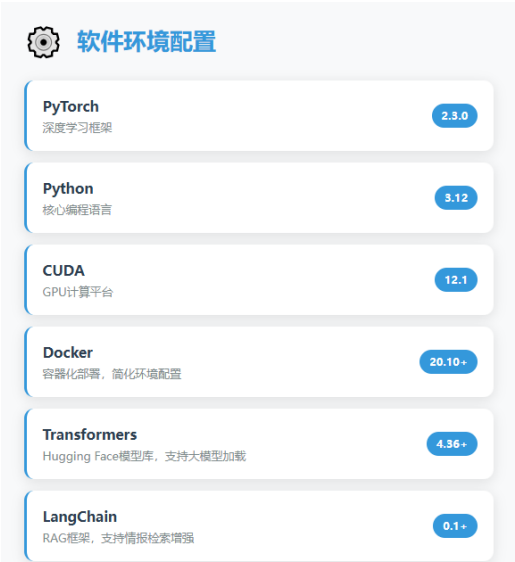 软件环境配置
PyTorch
深度学习框架
2.3.0
Python
核心编程语言
3.12
CUDA
GPU计算平台
12.1
Docker
容器化部署，简化环境配置
20.10+
Transformers
Hugging Face模型库，支持大模型加载
4.36+
LangChain
RAG框架，支持情报检索增强
0.1+